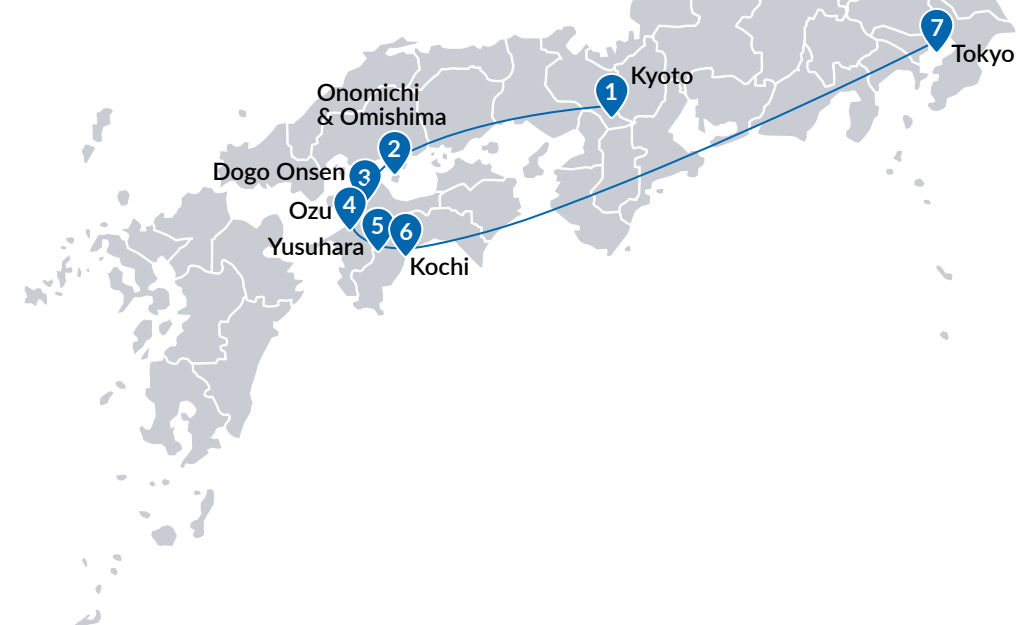 7
Tokyo
Kyoto
1
Onomichi
& Omishima
2
Dogo Onsen
3
Ozu
4
Yusuhara
5
6
Kochi